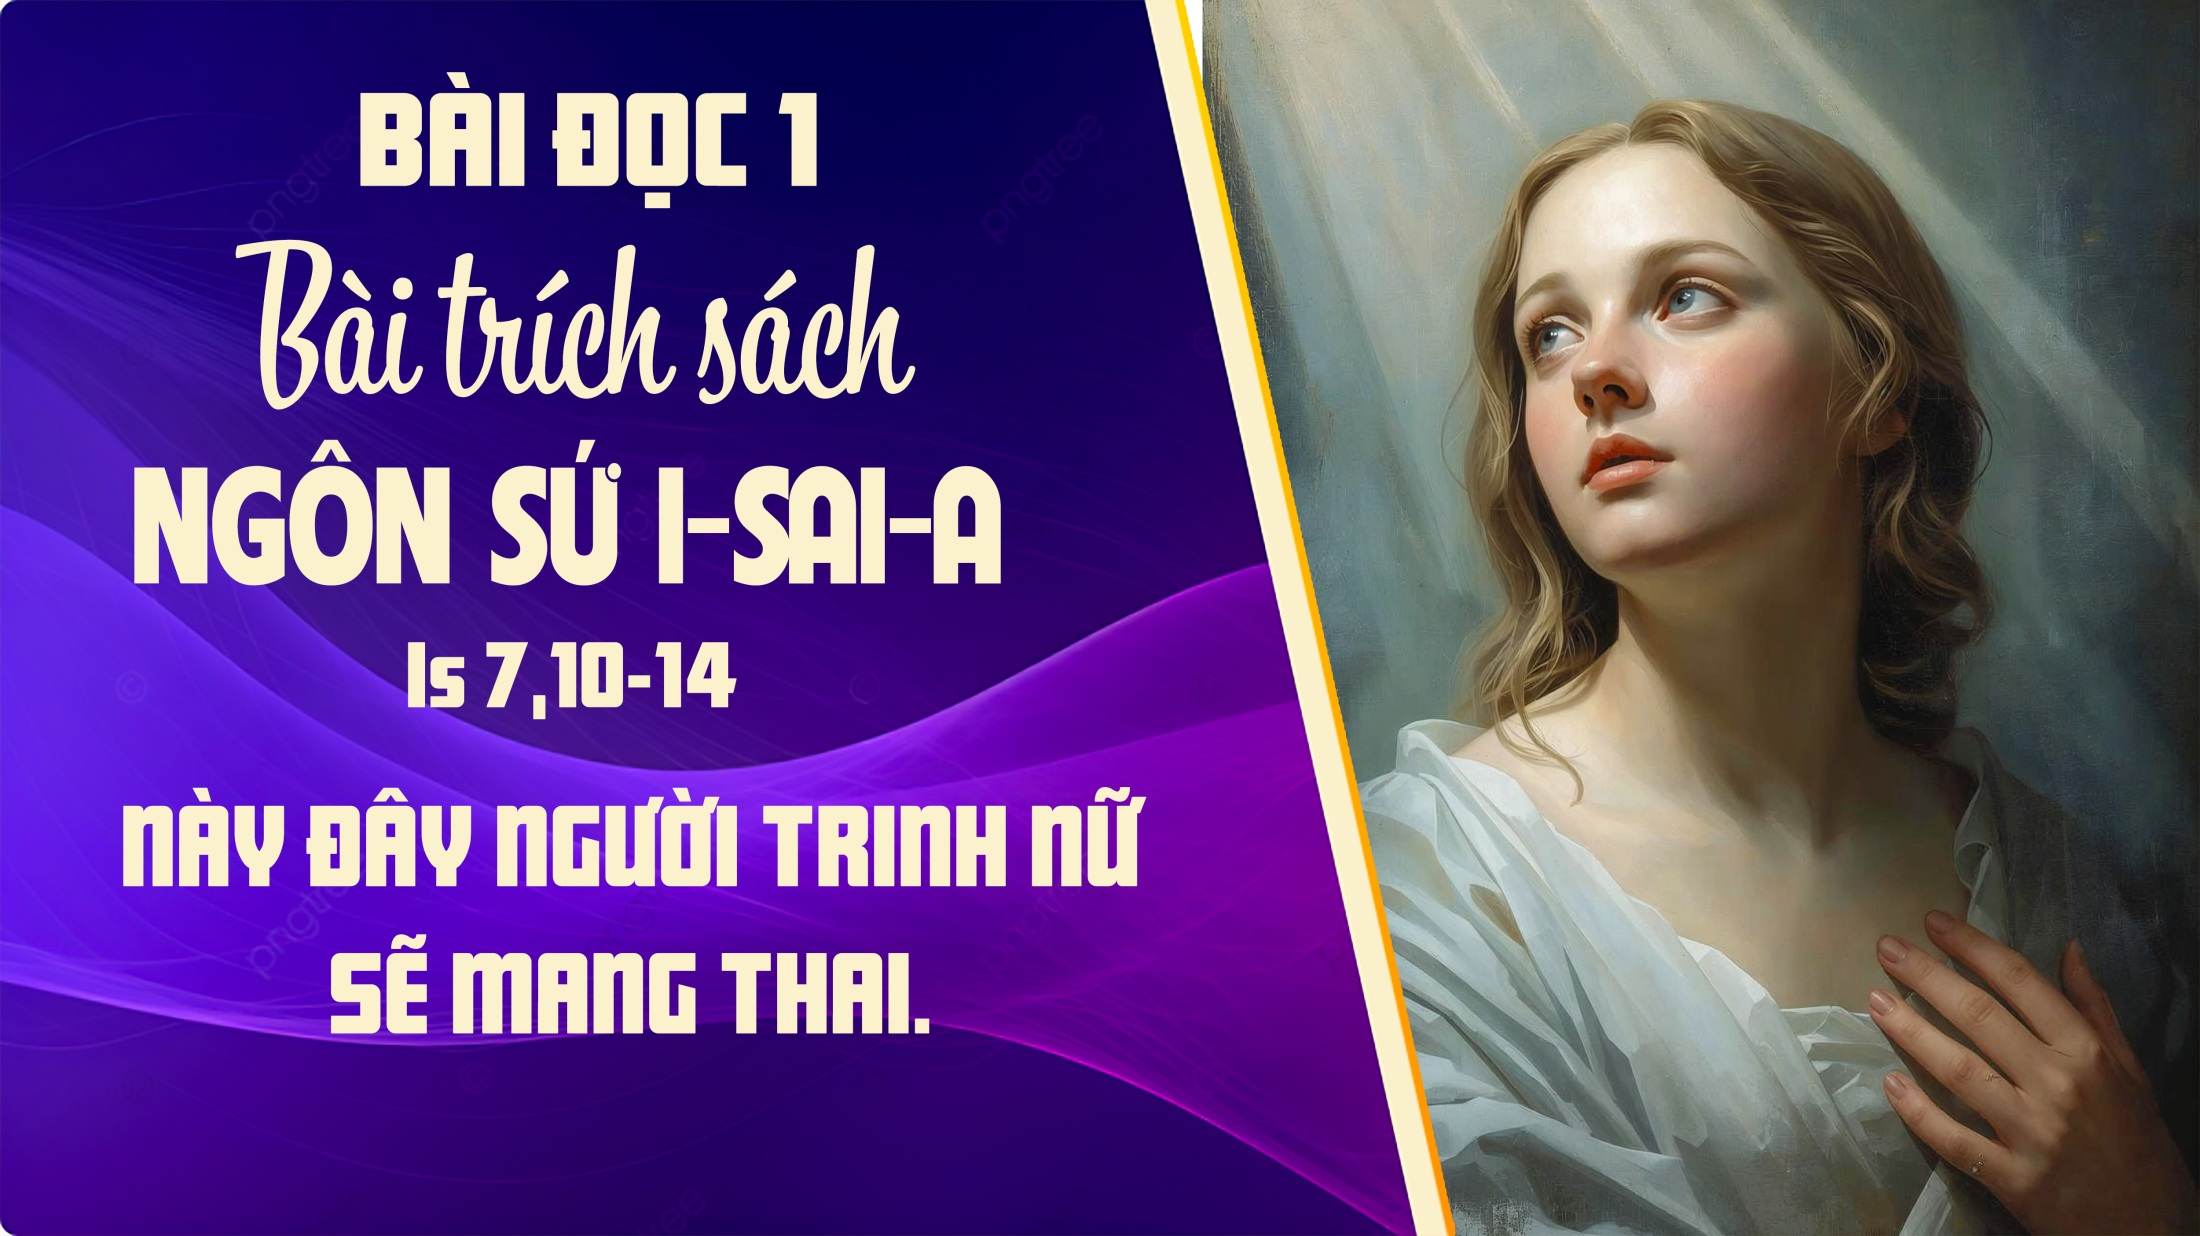 BÀI ĐỌC 1
Bài trích sách
NGÔN SỨ I-SAI-A
Is 7,10-14
NÀY ĐÂY NGƯỜI TRINH NỮ
SẼ MANG THAI.